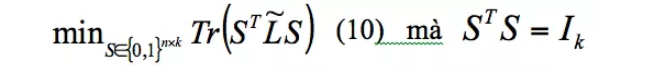 min_{S∈{0,1}^{n×k}} Tr(S^T L̃S) (10) mà S^T S = I_k